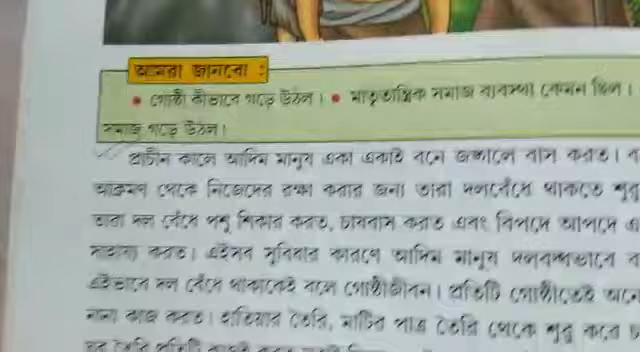 আমরা জানবো :
• গোষ্ঠী কীভাবে গড়ে উঠল। • মাতৃতান্ত্রিক সমাজ ব্যবস্থা কেমন ছিল।
সমাজ গড়ে উঠল।
প্রাচীন কালে আদিম মানুষ একা একাই বনে জঙ্গলে বাস করত।
আক্রমণ থেকে নিজেদের রক্ষা করার জন্য তারা দলবেঁধে থাকতে শুরু
তারা দল বেঁধে পশু শিকার করত, চাষবাস করত এবং বিপদে আপদে
সাহায্য করত। এইসব সুবিধার কারণে আদিম মানুষ দলবদ্ধভাবে
এইভাবে দল বেঁধে থাকাকেই বলে গোষ্ঠীজীবন। প্রতিটি গোষ্ঠীতেই
নানা কাজ করত। হাতিয়ার তৈরি, মাটির পাত্র তৈরি থেকে শুরু করে